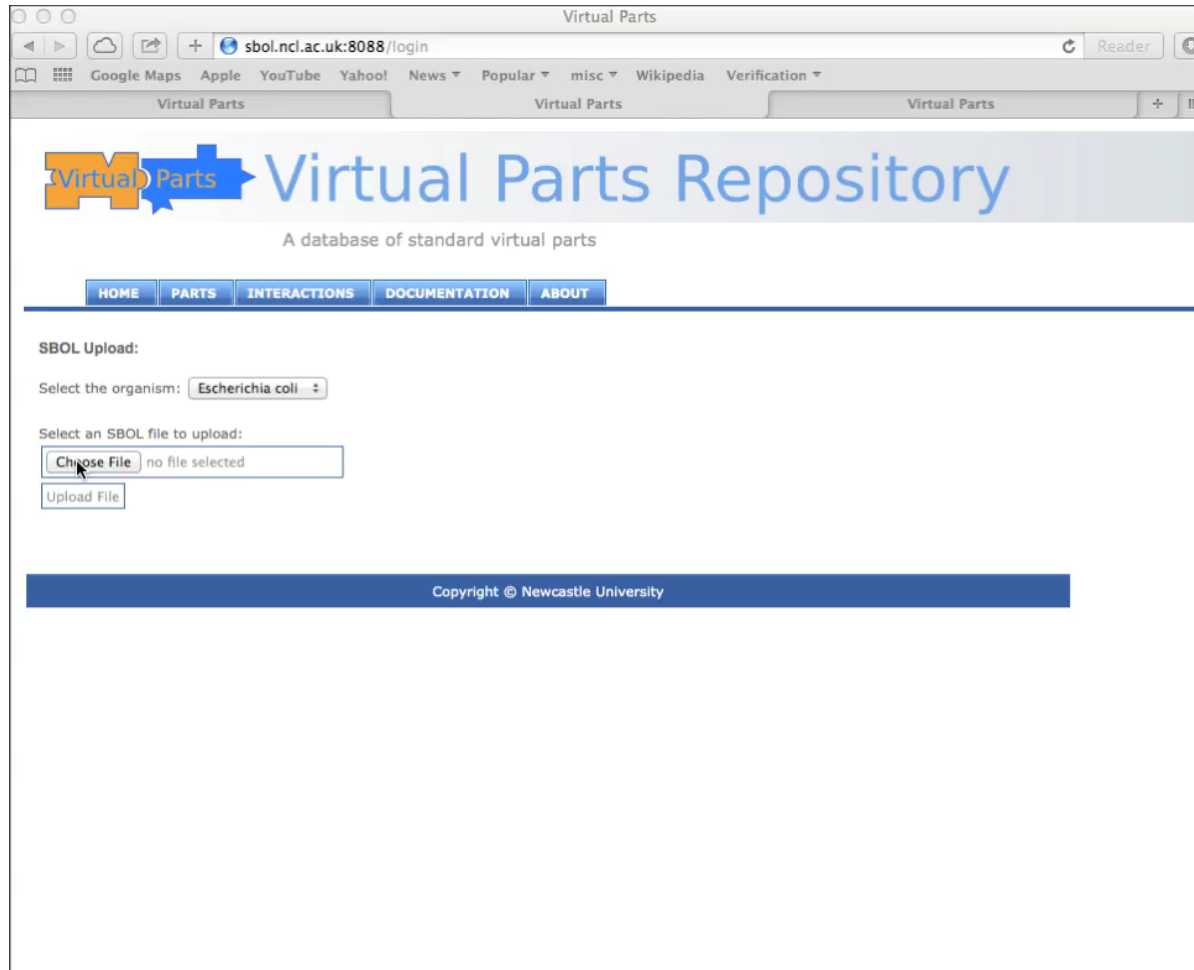 Virtual Parts
sbol.ncl.ac.uk:8088/login
Reader
Google Maps Apple YouTube Yahoo! News misc Popular Wikipedia Verification
Virtual Parts Virtual Parts Virtual Parts
Virtual Parts Virtual Parts Repository
A database of standard virtual parts
HOME PARTS INTERACTIONS DOCUMENTATION ABOUT
SBOL Upload:
Select the organism: Escherichia coli
Select an SBOL file to upload:
Choose File no file selected
Upload File
Copyright © Newcastle University